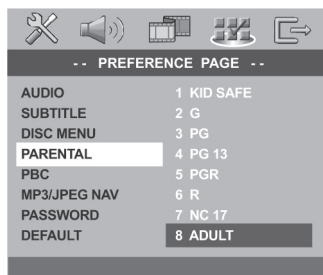 -- PREFERENCE PAGE --
AUDIO 1 KID SAFE
SUBTITLE 2 G
DISC MENU 3 PG
PARENTAL 4 PG 13
PBC 5 PGR
MP3/JPEG NAV 6 R
PASSWORD 7 NC 17
DEFAULT 8 ADULT